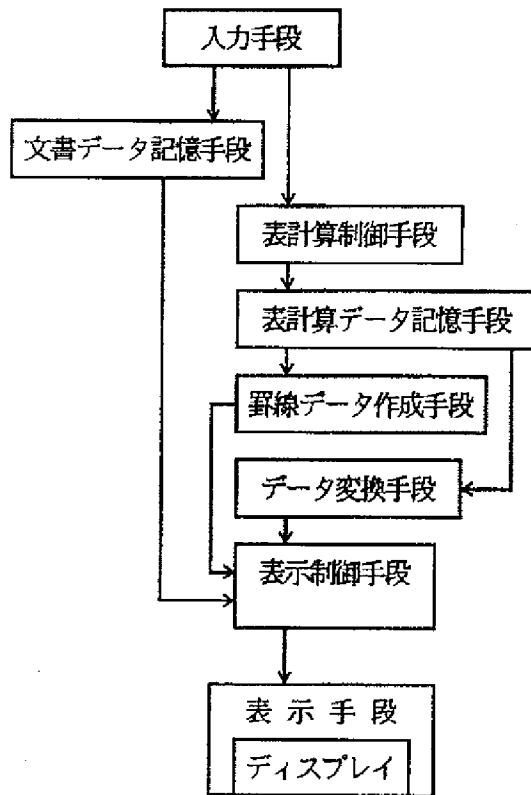 入力手段
文書データ記憶手段
表計算制御手段
表計算データ記憶手段
罫線データ作成手段
データ変換手段
表示制御手段
表示手段
ディスプレイ